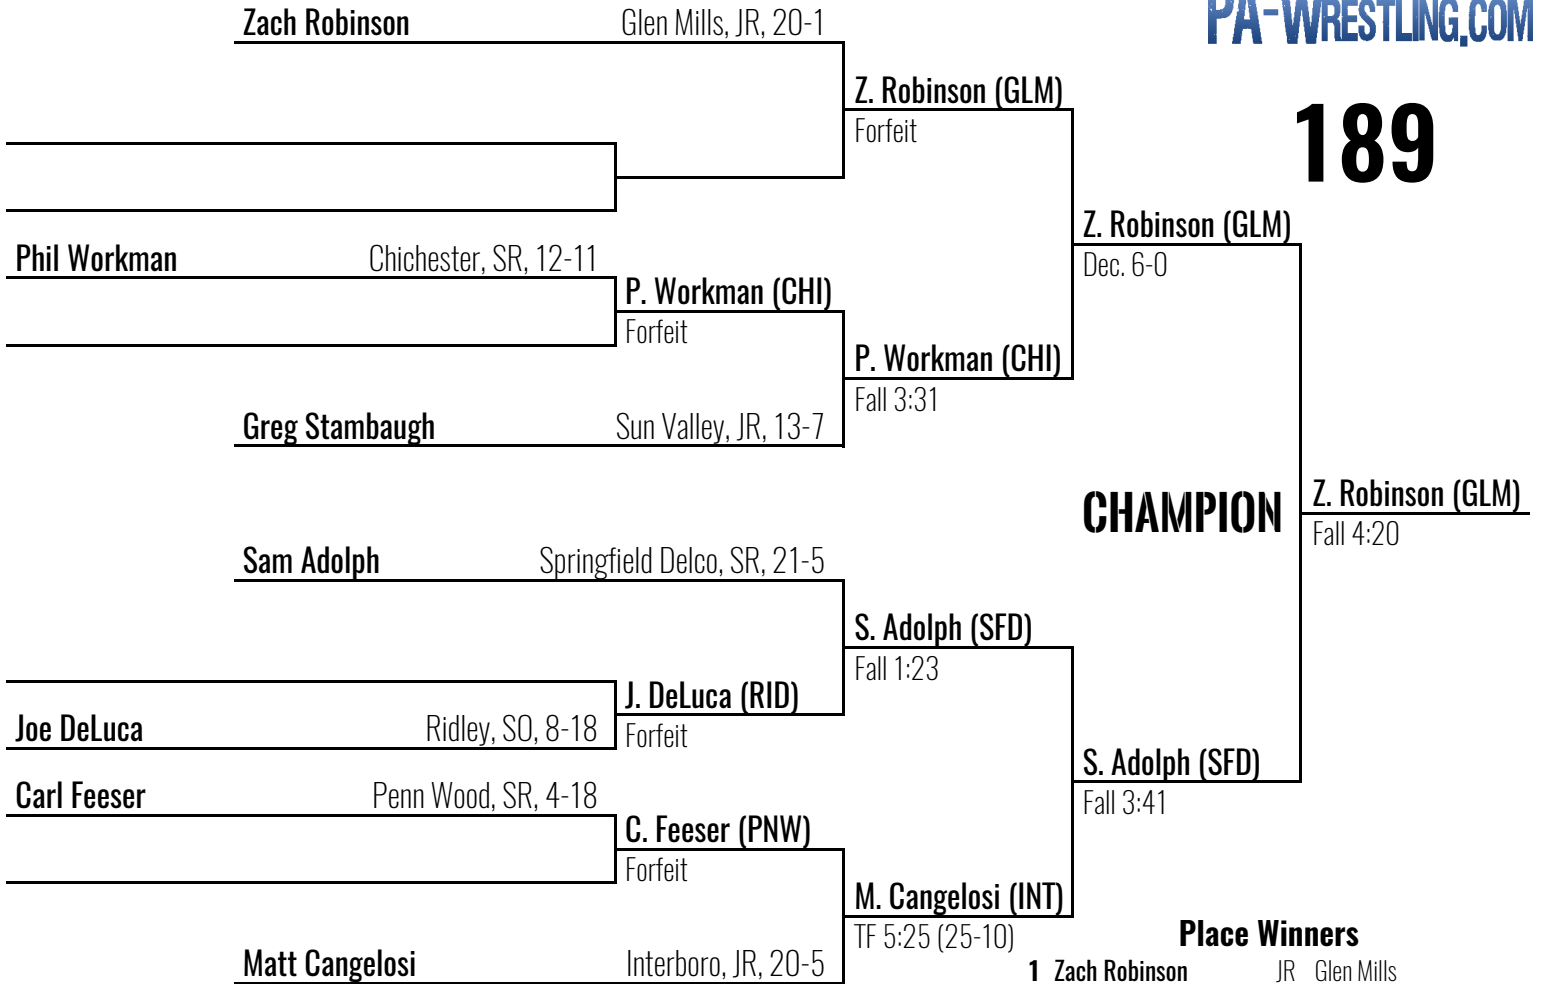 Zach Robinson Glen Mills, JR, 20-1
PA-WRESTLING.COM
Z. Robinson (GLM)
Forfeit
189
Z. Robinson (GLM)
Dec. 6-0
Phil Workman Chichester, SR, 12-11
P. Workman (CHI)
Forfeit
P. Workman (CHI)
Fall 3:31
Greg Stambaugh Sun Valley, JR, 13-7
CHAMPION
Z. Robinson (GLM)
Fall 4:20
Sam Adolph Springfield Delco, SR, 21-5
S. Adolph (SFD)
Fall 1:23
J. DeLuca (RID)
Forfeit
Joe DeLuca Ridley, SO, 8-18
S. Adolph (SFD)
Fall 3:41
Carl Feeser Penn Wood, SR, 4-18
C. Feeser (PNW)
Forfeit
M. Cangelosi (INT)
TF 5:25 (25-10)
Matt Cangelosi Interboro, JR, 20-5
Place Winners
1 Zach Robinson JR Glen Mills